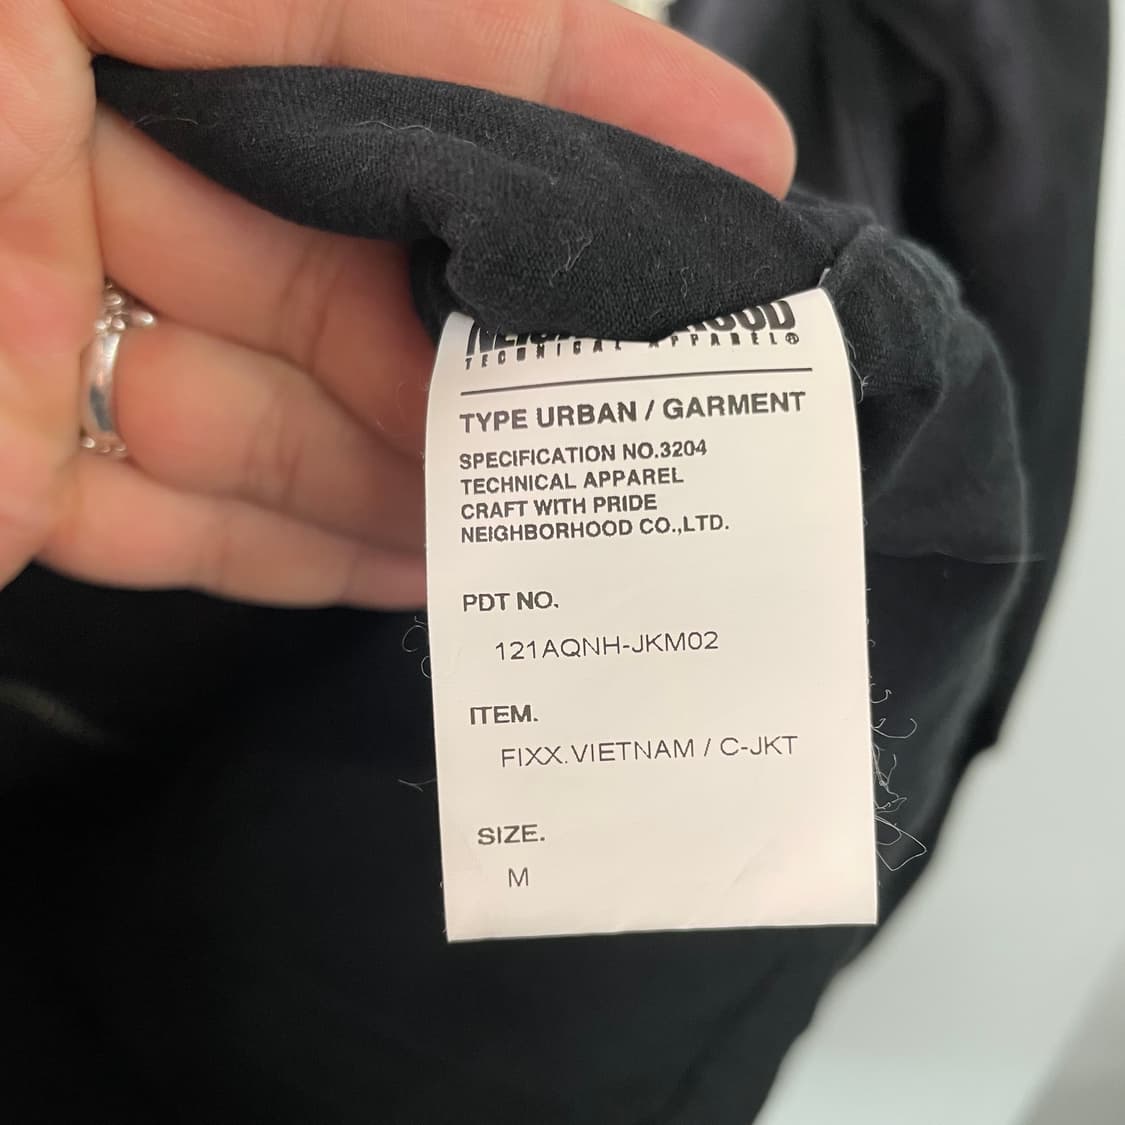 TECHNICAL APPAREL®
TYPE URBAN / GARMENT
SPECIFICATION NO.3204
TECHNICAL APPAREL
CRAFT WITH PRIDE
NEIGHBORHOOD CO.,LTD.
PDT NO.
121AQNH-JKM02
ITEM.
FIXX.VIETNAM / C-JKT
SIZE.
M